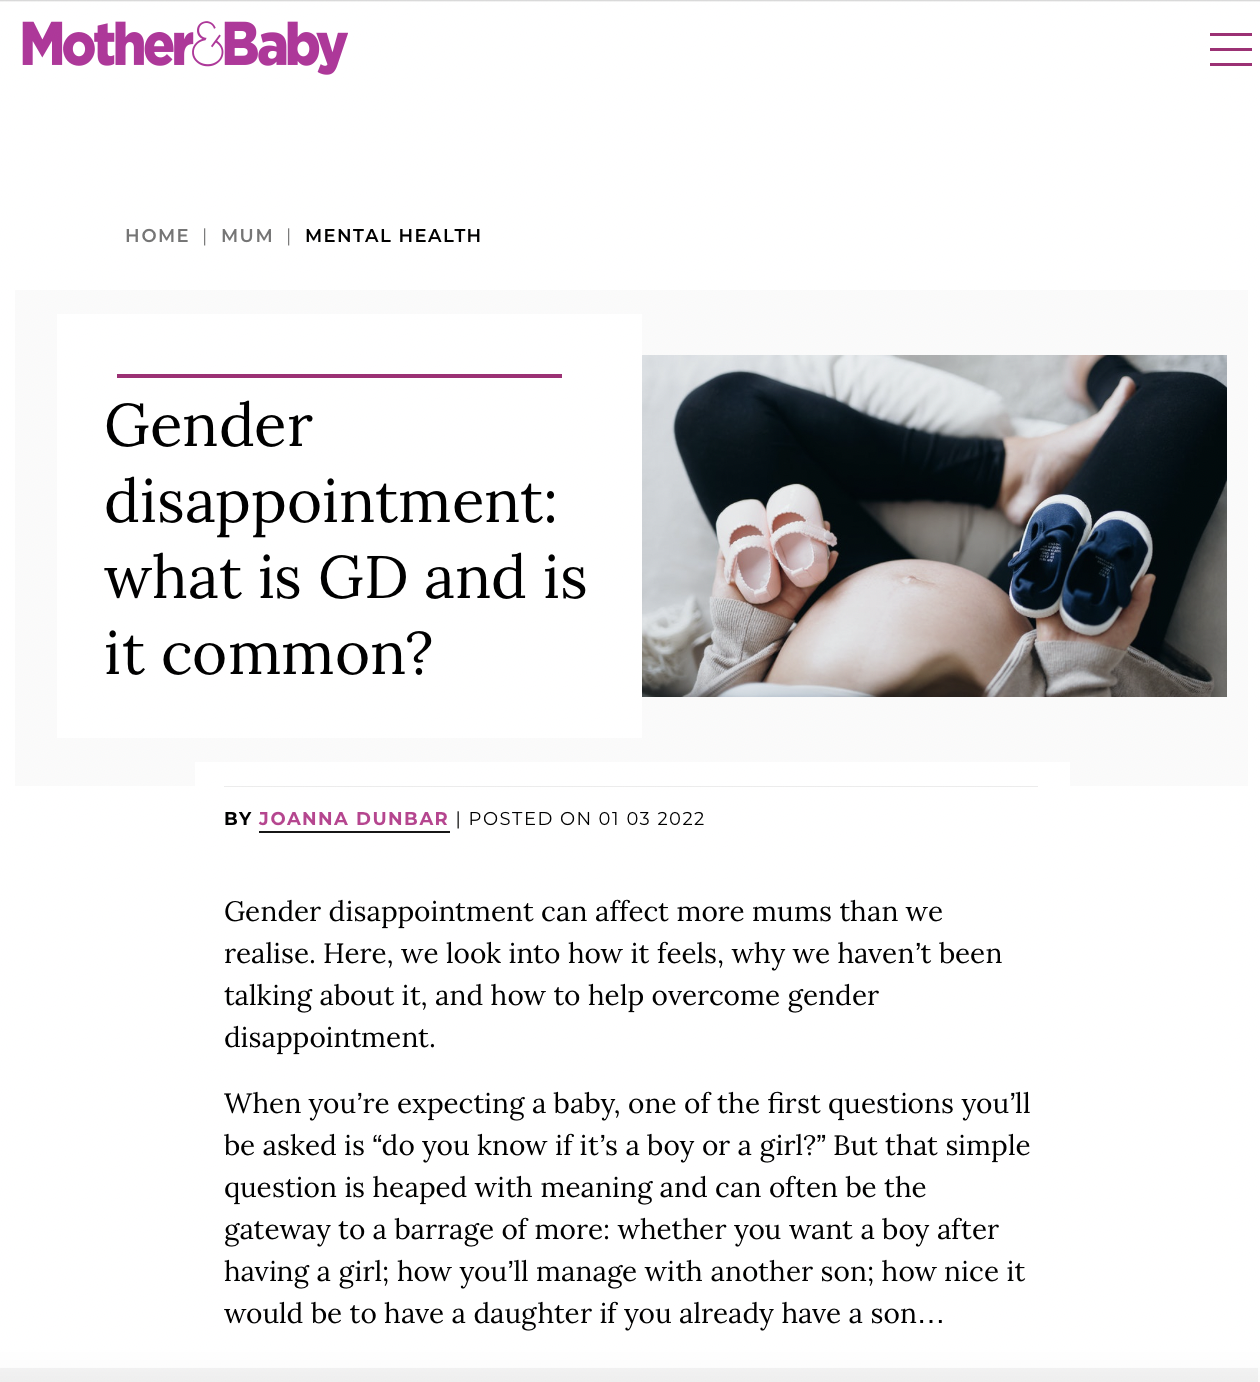 Mother&Baby
HOME | MUM | MENTAL HEALTH
Gender
disappointment:
what is GD and is
it common?
BY JOANNA DUNBAR | POSTED ON 01 03 2022
Gender disappointment can affect more mums than we
realise. Here, we look into how it feels, why we haven’t been
talking about it, and how to help overcome gender
disappointment.
When you’re expecting a baby, one of the first questions you’ll
be asked is “do you know if it’s a boy or a girl?” But that simple
question is heaped with meaning and can often be the
gateway to a barrage of more: whether you want a boy after
having a girl; how you’ll manage with another son; how nice it
would be to have a daughter if you already have a son…